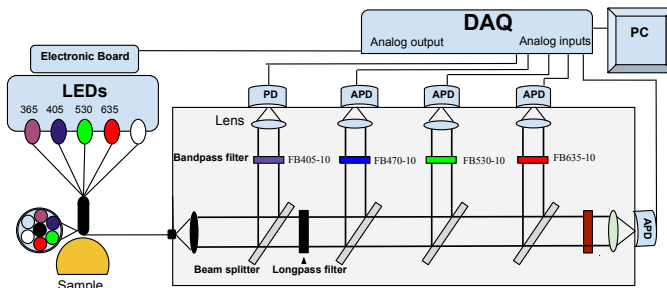 DAQ
Analog output
Analog inputs
PC
Electronic Board
LEDs
365 405 530 635
PD
APD
APD
APD
Lens
Bandpass filter
FB405-10
FB470-10
FB530-10
FB635-10
APD
Beam splitter
Longpass filter
Sample